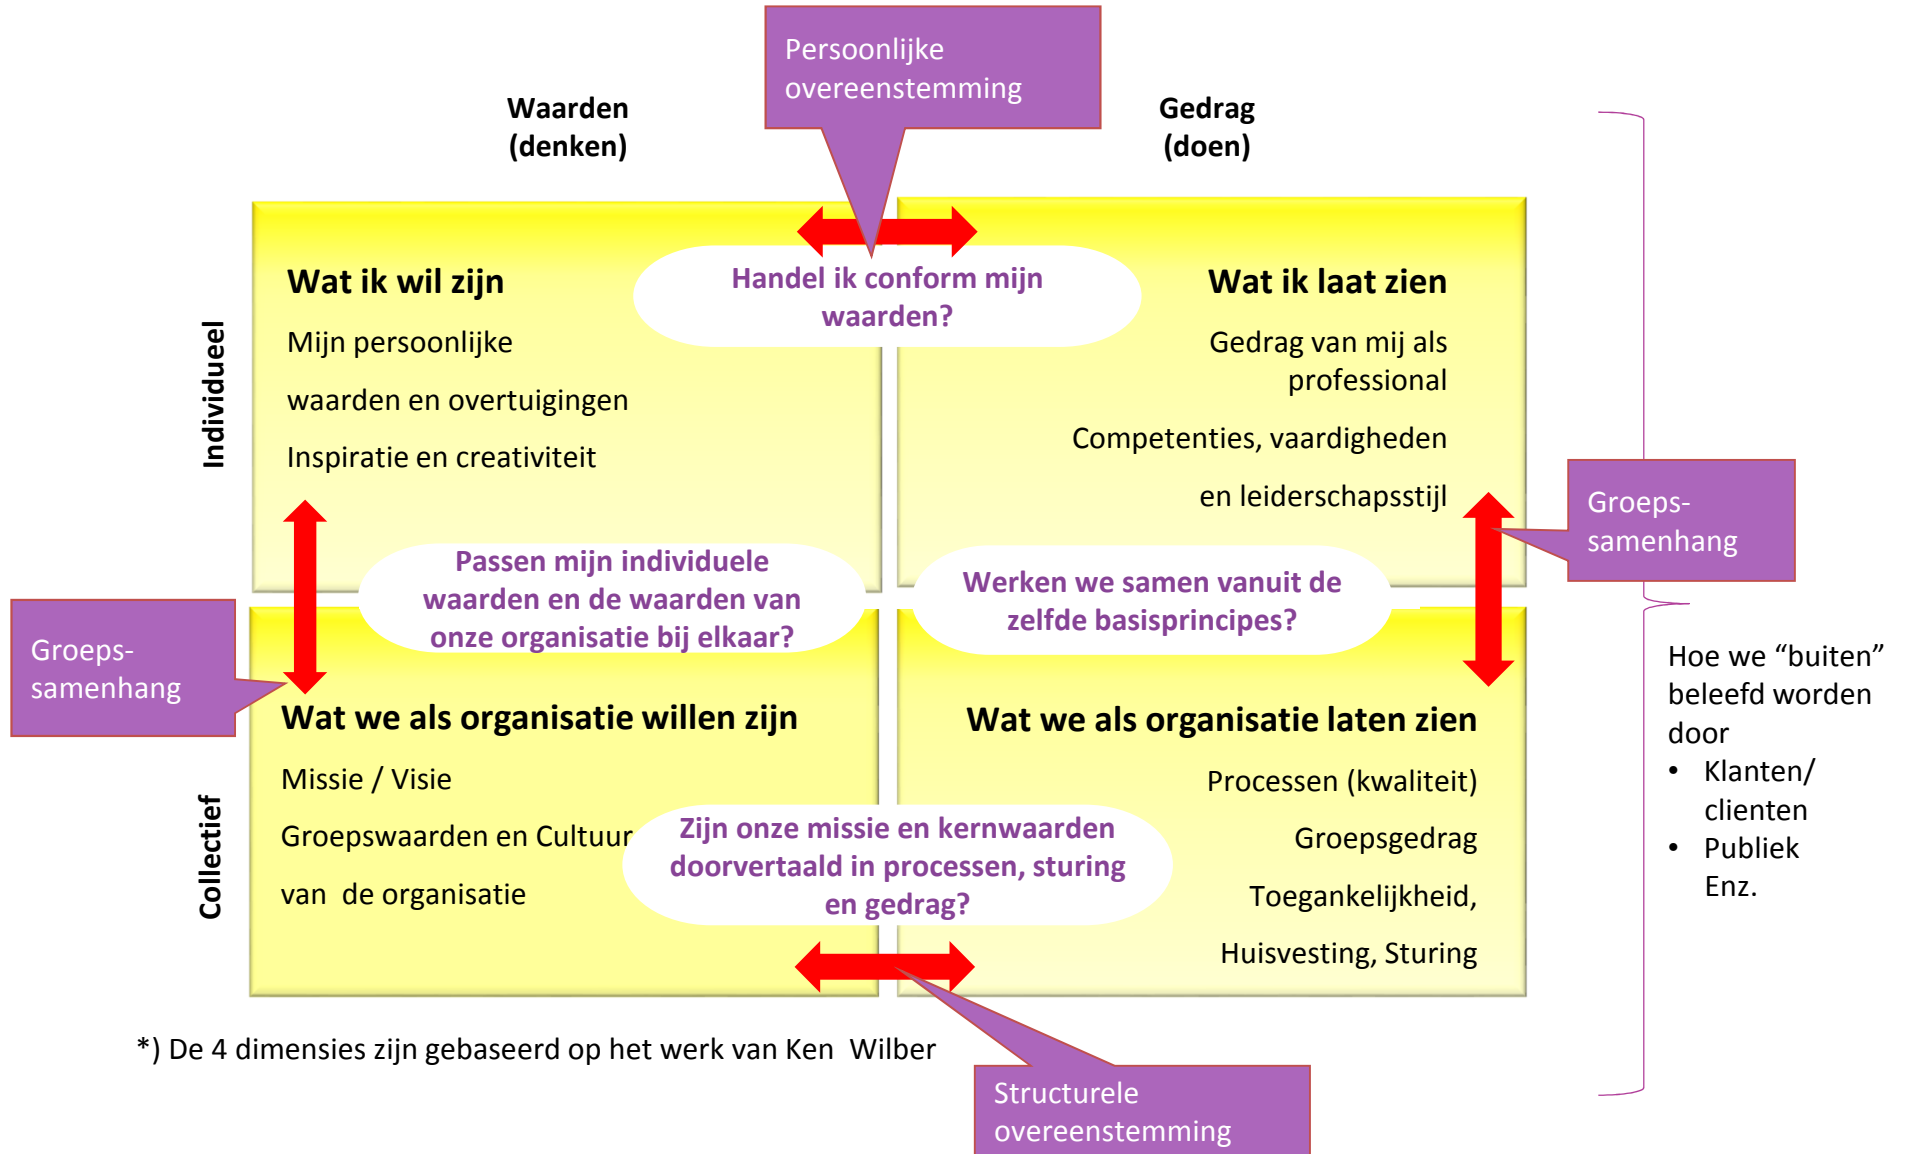 Persoonlijke
overeenstemming
Waarden
(denken)
Gedrag
(doen)
Individueel
Wat ik wil zijn
Mijn persoonlijke
waarden en overtuigingen
Inspiratie en creativiteit
Handel ik conform mijn
waarden?
Wat ik laat zien
Gedrag van mij als
professional
Competenties, vaardigheden
en leiderschapsstijl
Groeps-
samenhang
Passen mijn individuele
waarden en de waarden van
onze organisatie bij elkaar?
Werken we samen vanuit de
zelfde basisprincipes?
Groeps-
samenhang
Collectief
Wat we als organisatie willen zijn
Missie / Visie
Groepswaarden en Cultuur
van de organisatie
Zijn onze missie en kernwaarden
doorvertaald in processen, sturing
en gedrag?
Wat we als organisatie laten zien
Processen (kwaliteit)
Groepsgedrag
Toegankelijkheid,
Huisvesting, Sturing
Hoe we “buiten”
beleefd worden
door
• Klanten/
clienten
• Publiek
Enz.
*) De 4 dimensies zijn gebaseerd op het werk van Ken Wilber
Structurele
overeenstemming